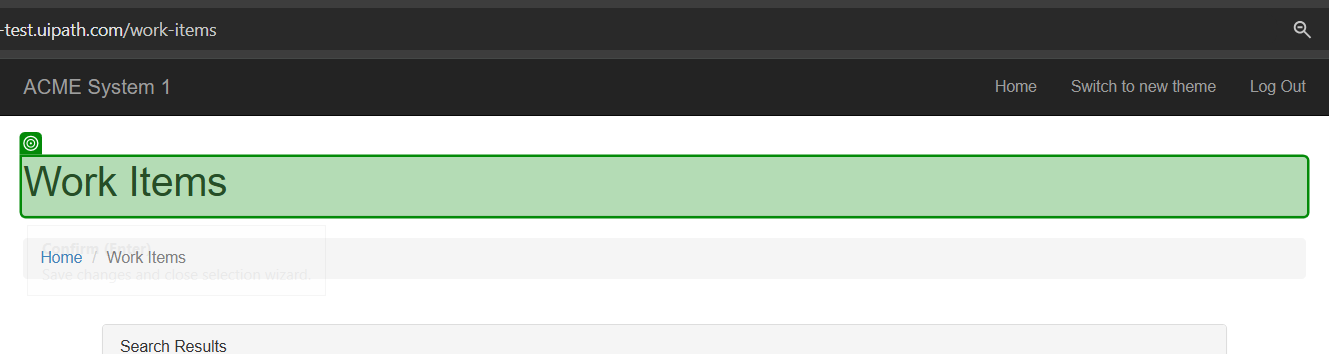 -test.uipath.com/work-items
ACME System 1 Home Switch to new theme Log Out
Work Items
Confirm (Enter)
Home / Work Items
Save changes and close selection wizard.
Search Results